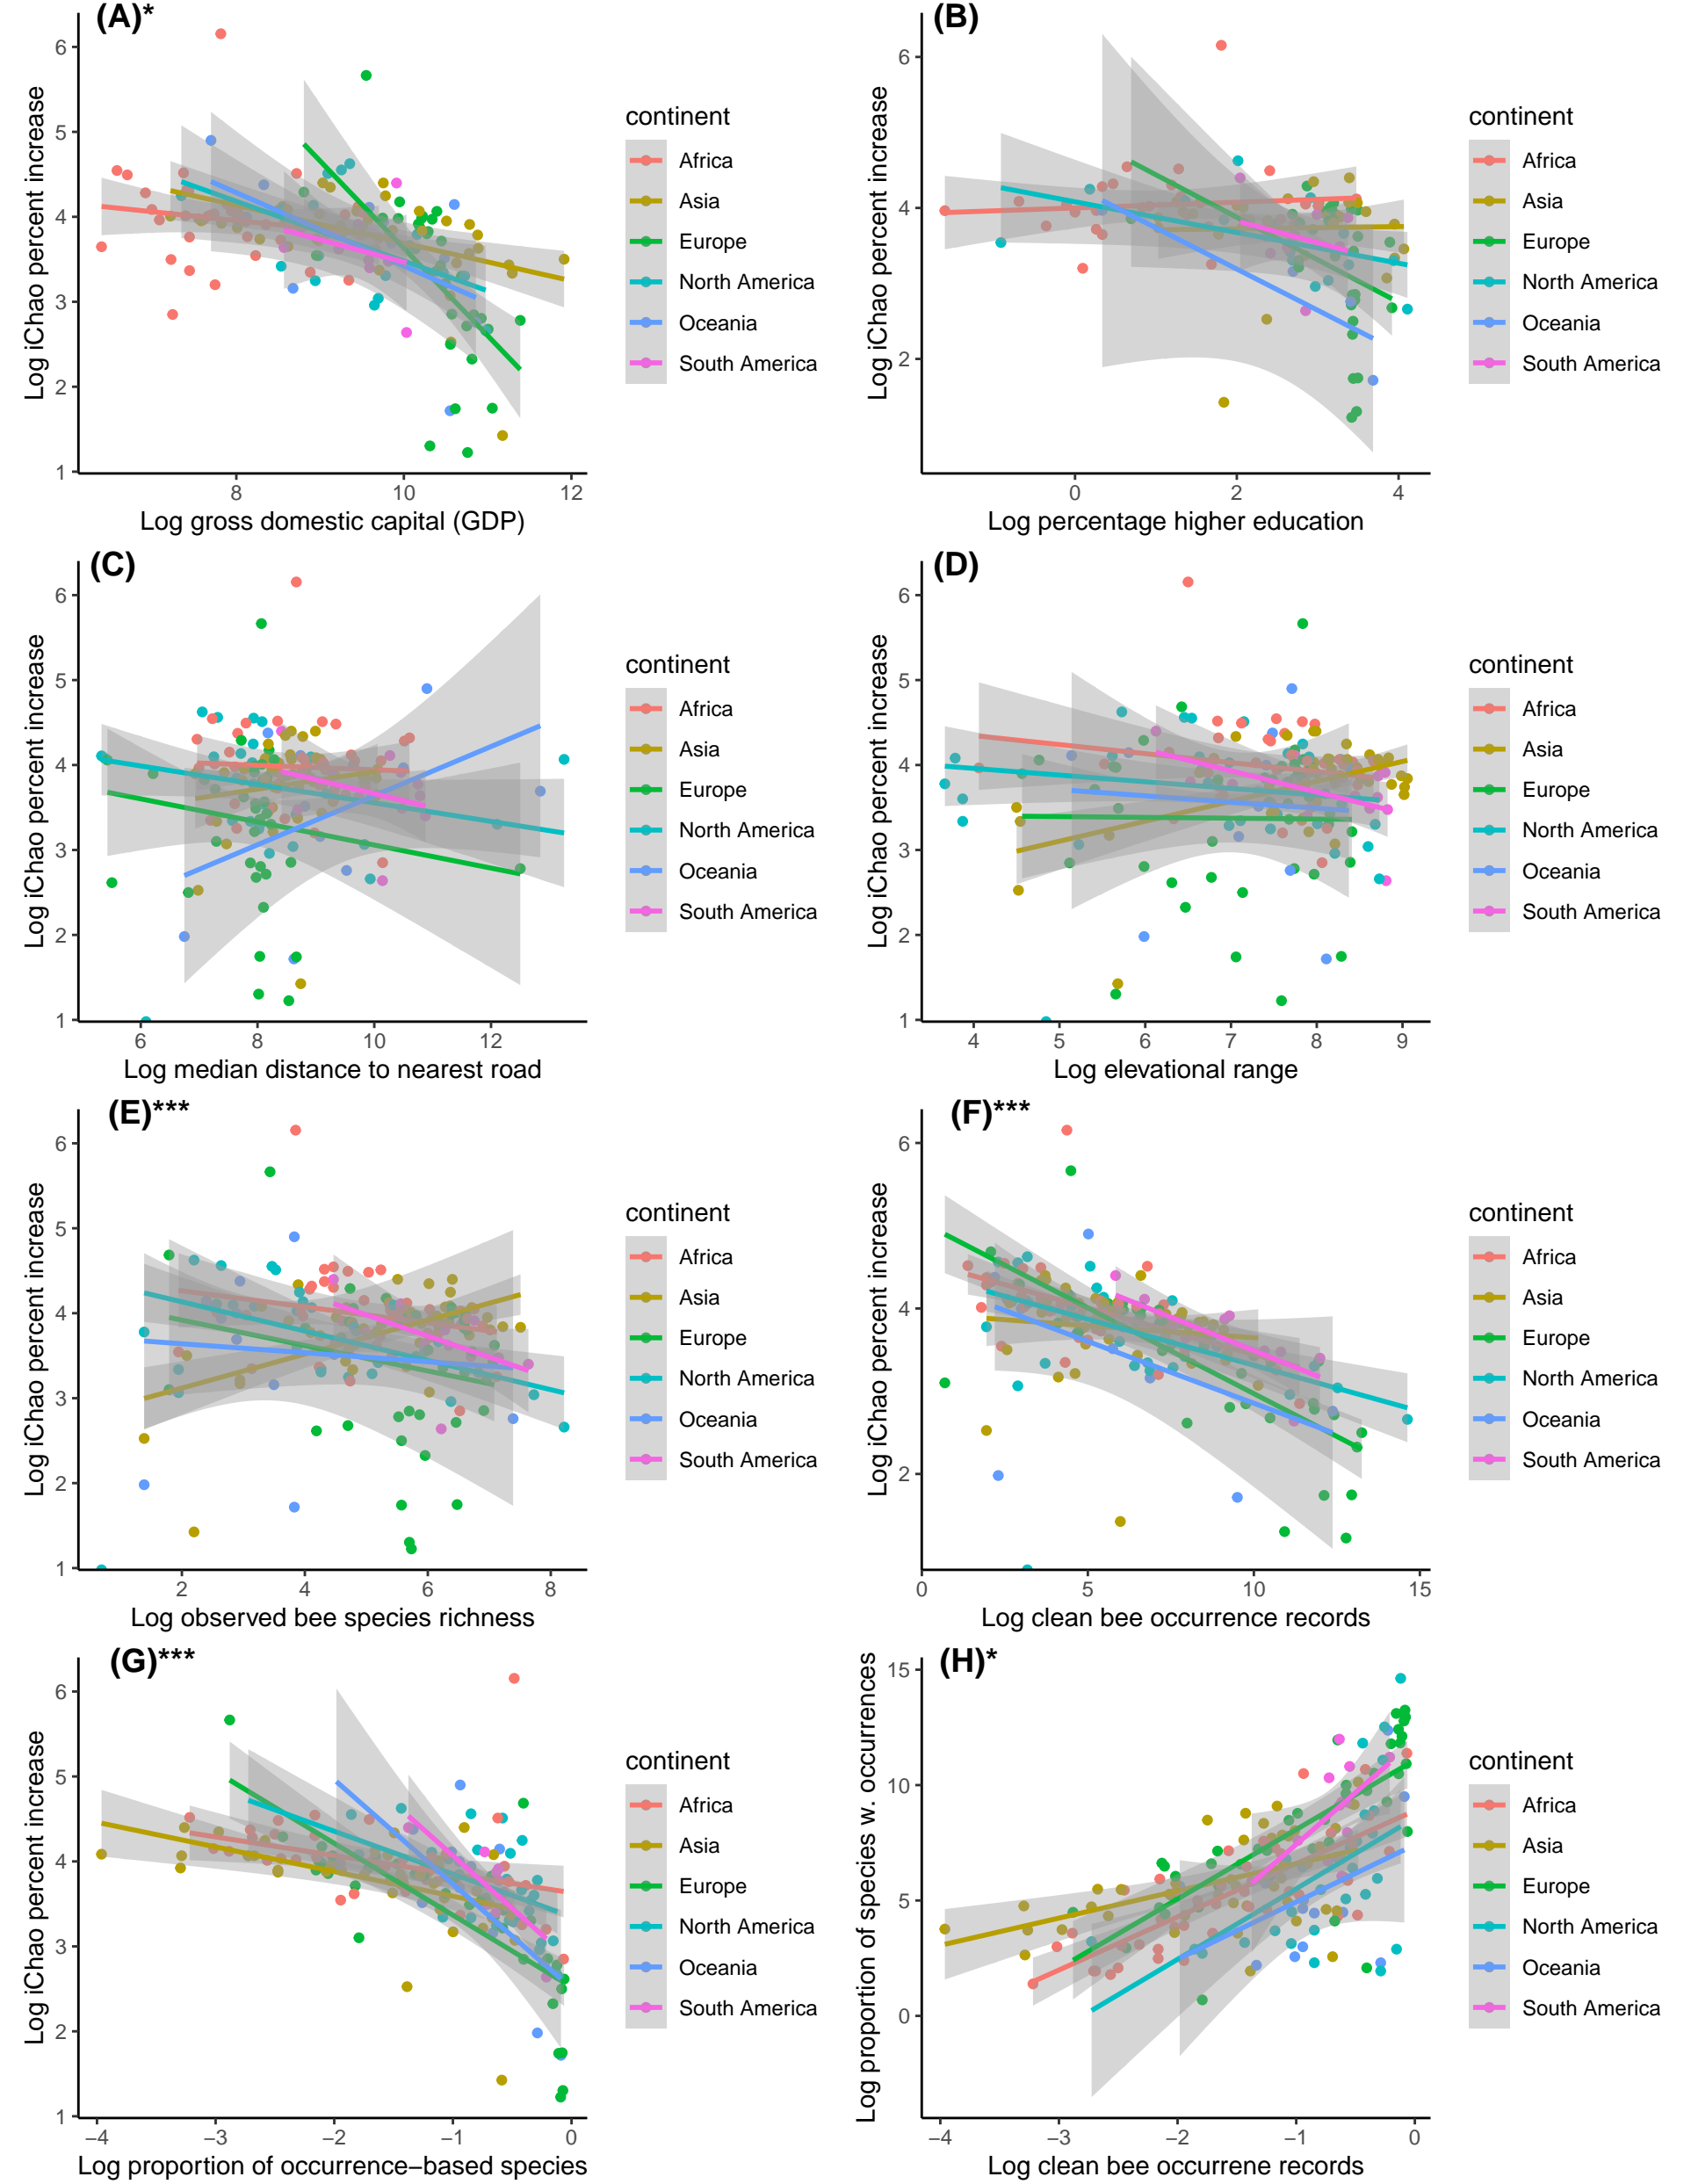 (A)*
Log iChao percent increase
6
5
4
3
2
1
8
10
12
Log gross domestic capital (GDP)
continent
Africa
Asia
Europe
North America
Oceania
South America
(B)
Log iChao percent increase
6
4
2
0
2
4
Log percentage higher education
continent
Africa
Asia
Europe
North America
Oceania
South America
(C)
Log iChao percent increase
6
5
4
3
2
1
6
8
10
12
Log median distance to nearest road
continent
Africa
Asia
Europe
North America
Oceania
South America
(D)
Log iChao percent increase
6
5
4
3
2
1
4
5
6
7
8
9
Log elevational range
continent
Africa
Asia
Europe
North America
Oceania
South America
(E)***
Log iChao percent increase
6
5
4
3
2
1
2
4
6
8
Log observed bee species richness
continent
Africa
Asia
Europe
North America
Oceania
South America
(F)***
Log iChao percent increase
6
4
2
0
5
10
15
Log clean bee occurrence records
continent
Africa
Asia
Europe
North America
Oceania
South America
(G)***
Log iChao percent increase
6
5
4
3
2
1
−4
−3
−2
−1
0
Log proportion of occurrence−based species
continent
Africa
Asia
Europe
North America
Oceania
South America
(H)*
Log proportion of species w. occurrences
15
10
5
0
−4
−3
−2
−1
0
Log clean bee occurrene records
continent
Africa
Asia
Europe
North America
Oceania
South America